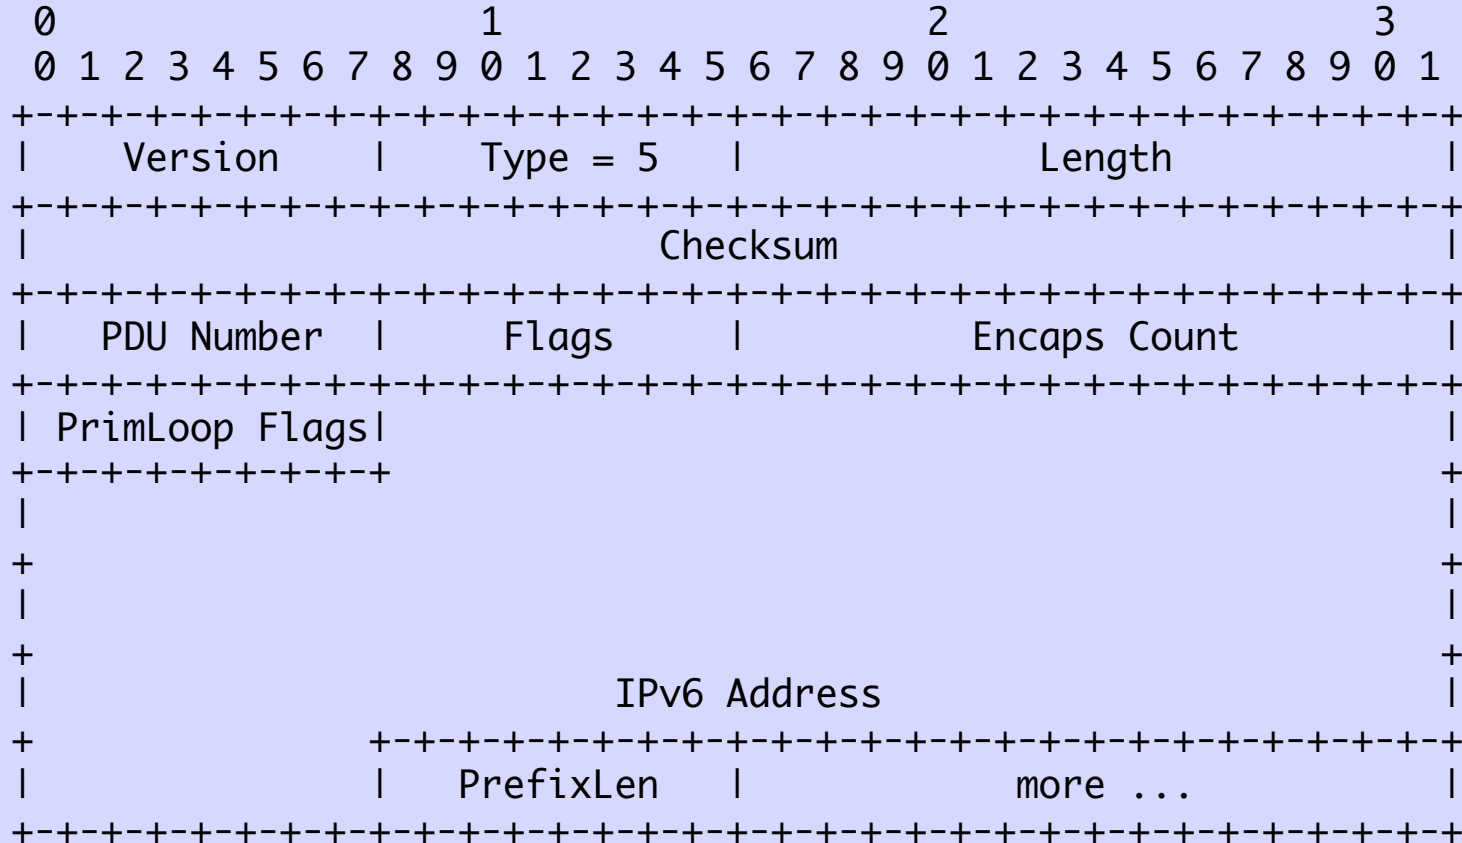 0                   1                   2                   3
 0 1 2 3 4 5 6 7 8 9 0 1 2 3 4 5 6 7 8 9 0 1 2 3 4 5 6 7 8 9 0 1
+-+-+-+-+-+-+-+-+-+-+-+-+-+-+-+-+-+-+-+-+-+-+-+-+-+-+-+-+-+-+-+-+
|    Version    |    Type = 5   |             Length            |
+-+-+-+-+-+-+-+-+-+-+-+-+-+-+-+-+-+-+-+-+-+-+-+-+-+-+-+-+-+-+-+-+
|                            Checksum                           |
+-+-+-+-+-+-+-+-+-+-+-+-+-+-+-+-+-+-+-+-+-+-+-+-+-+-+-+-+-+-+-+-+
|   PDU Number  |     Flags     |          Encaps Count         |
+-+-+-+-+-+-+-+-+-+-+-+-+-+-+-+-+-+-+-+-+-+-+-+-+-+-+-+-+-+-+-+-+
| PrimLoop Flags|                                               |
+-+-+-+-+-+-+-+-+                                               +
|                                                               |
+                                                               +
|                                                               |
+                                                               +
|                          IPv6 Address                         |
+               +-+-+-+-+-+-+-+-+-+-+-+-+-+-+-+-+-+-+-+-+-+-+-+-+
|               |   PrefixLen   |            more ...           |
+-+-+-+-+-+-+-+-+-+-+-+-+-+-+-+-+-+-+-+-+-+-+-+-+-+-+-+-+-+-+-+-+